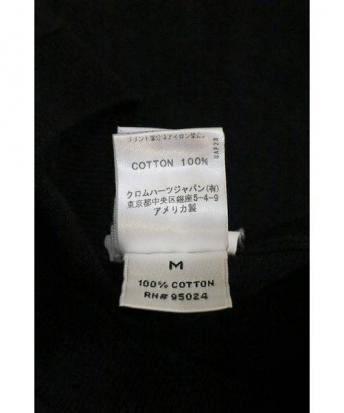 COTTON 100%
クロムハーツジャパン(有)
東京都中央区銀座5-4-9
アメリカ製
M
100% COTTON
RN# 95024